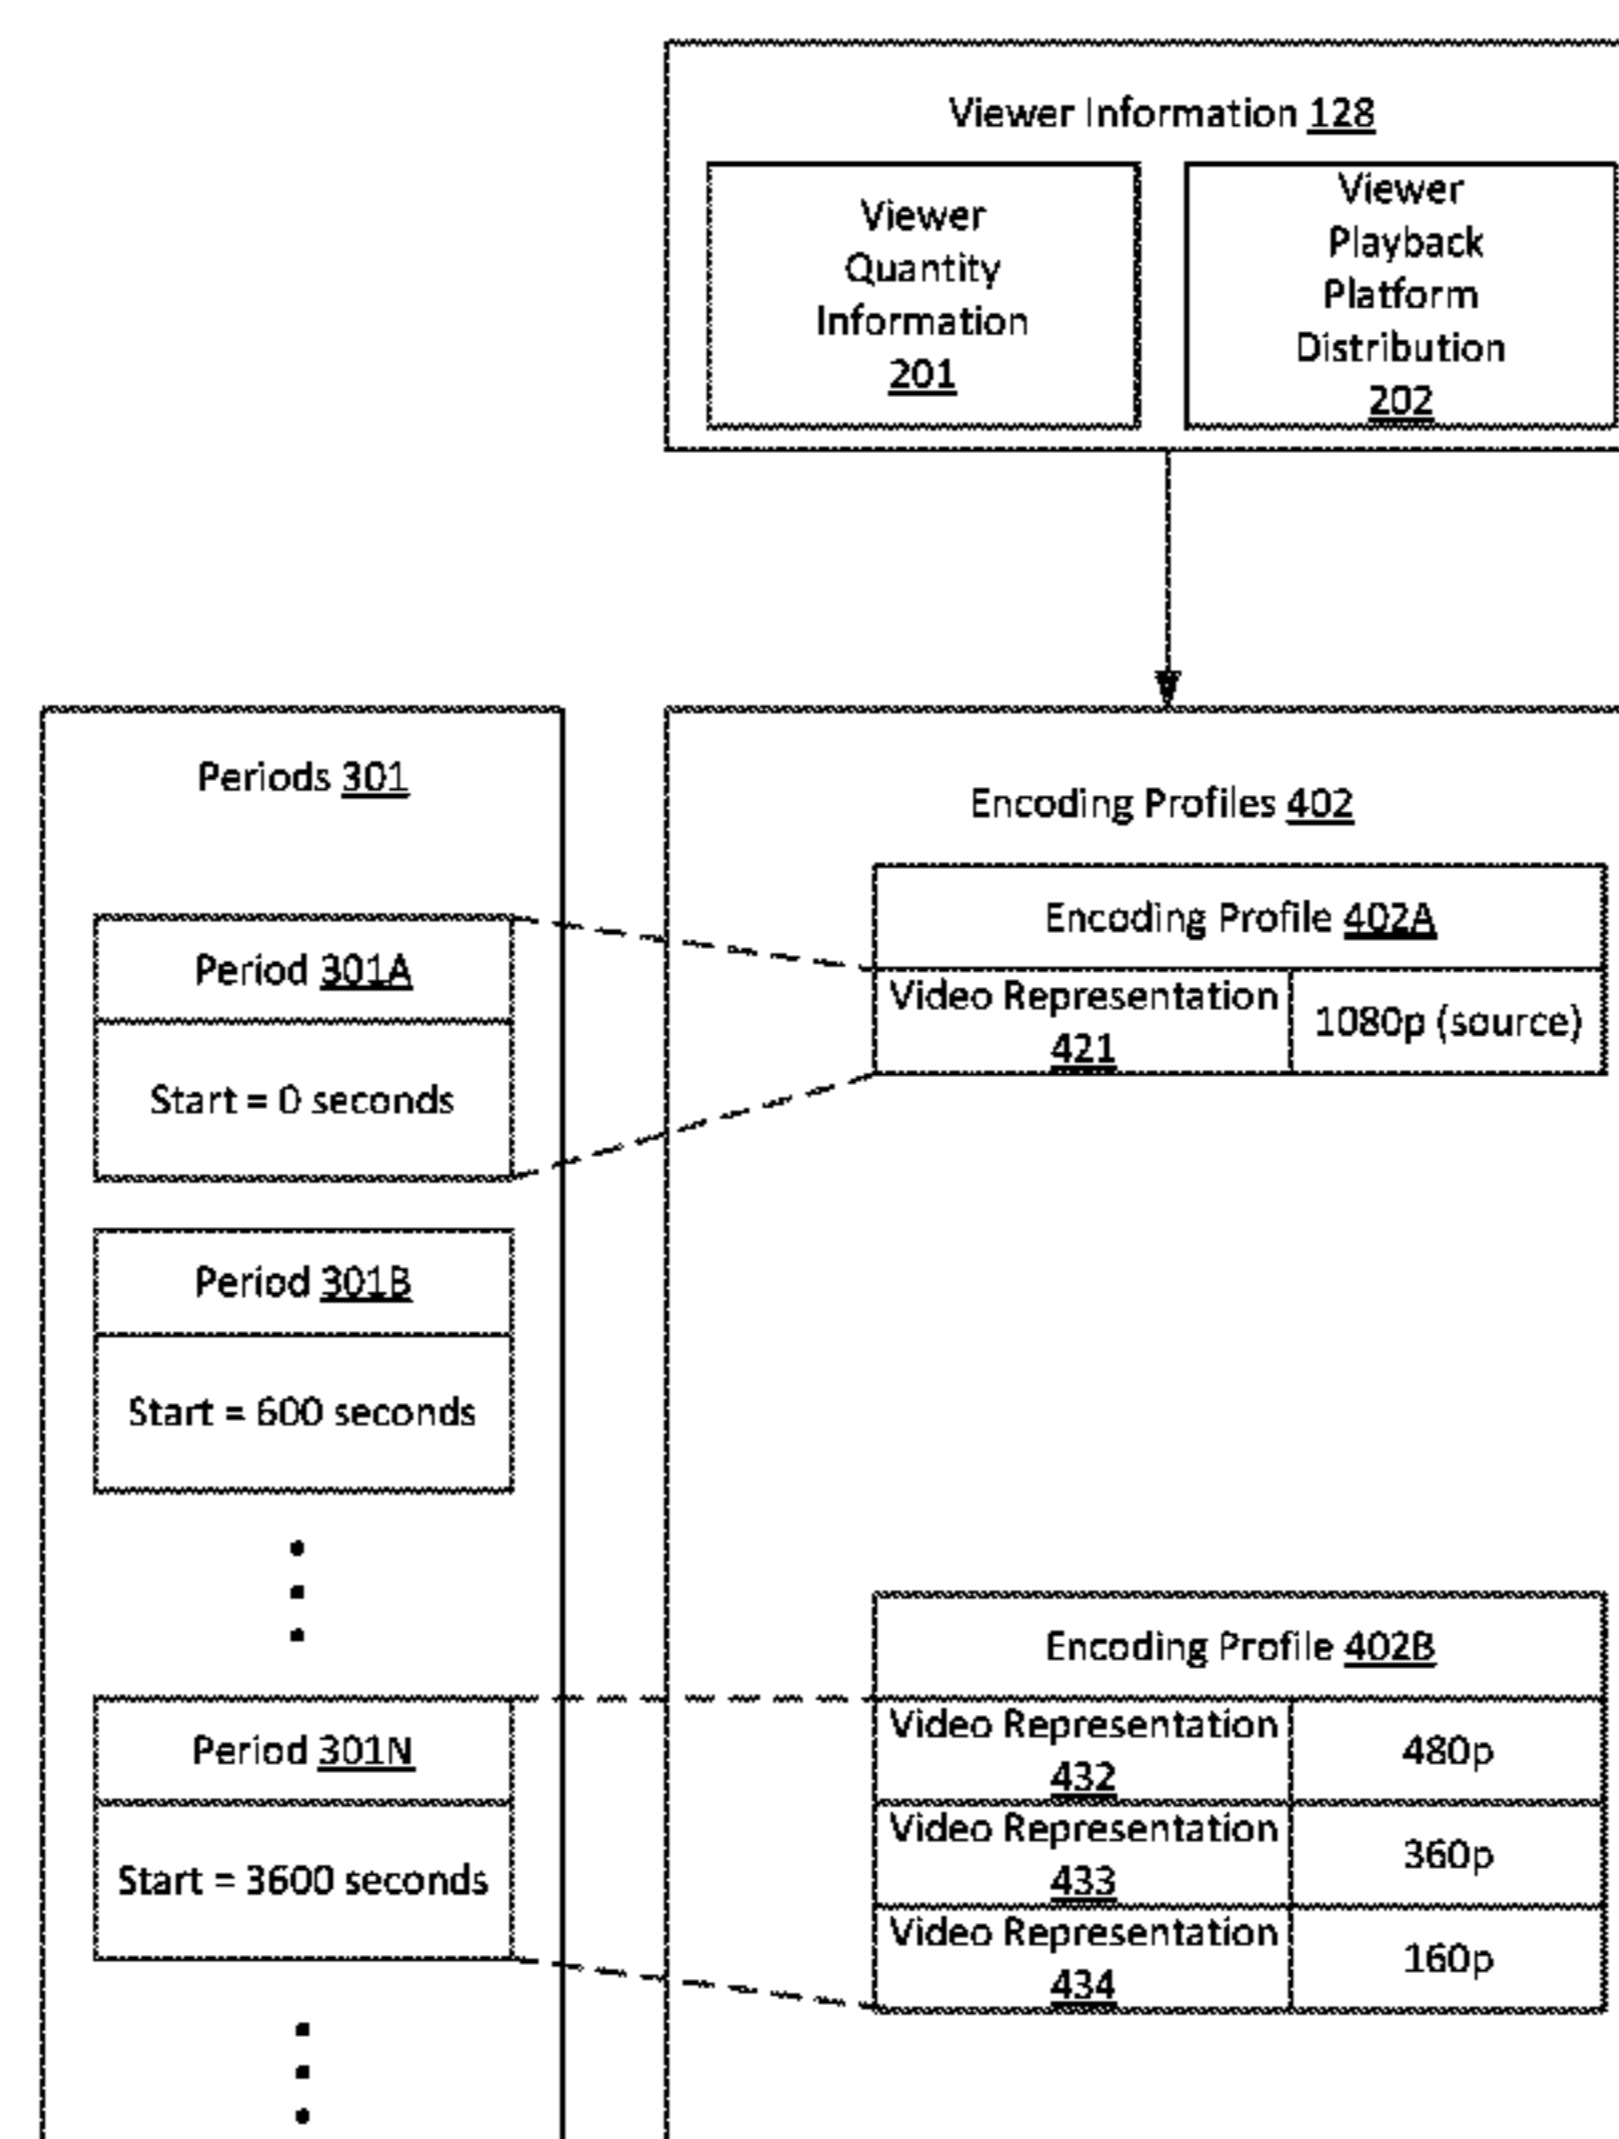 Viewer Information 128
Viewer
Quantity
Information
201
Viewer
Playback
Platform
Distribution
202
Periods 301
Period 301A
Start = 0 seconds
Period 301B
Start = 600 seconds
Period 301N
Start = 3600 seconds
Encoding Profiles 402
Encoding Profile 402A
Video Representation
421
1080p (source)
Encoding Profile 402B
Video Representation
432
480p
Video Representation
433
360p
Video Representation
434
160p